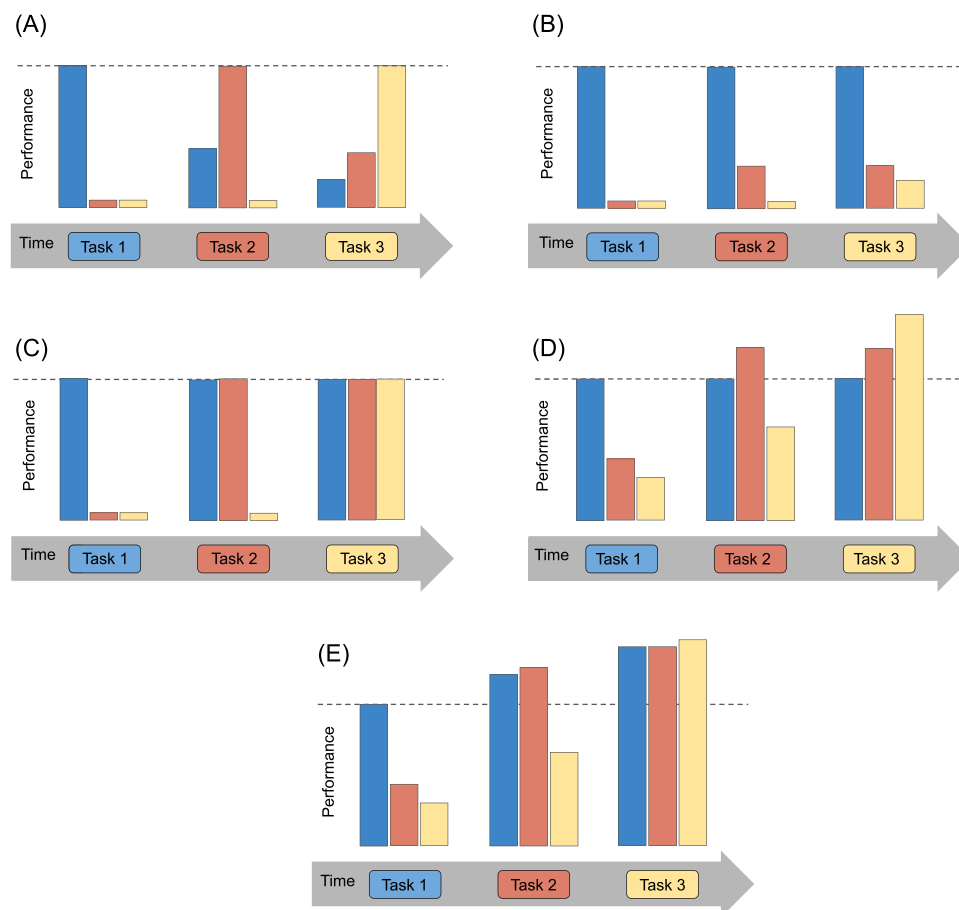 (A)
Performance
Time
Task 1
Task 2
Task 3
(B)
Performance
Time
Task 1
Task 2
Task 3
(C)
Performance
Time
Task 1
Task 2
Task 3
(D)
Performance
Time
Task 1
Task 2
Task 3
(E)
Performance
Time
Task 1
Task 2
Task 3